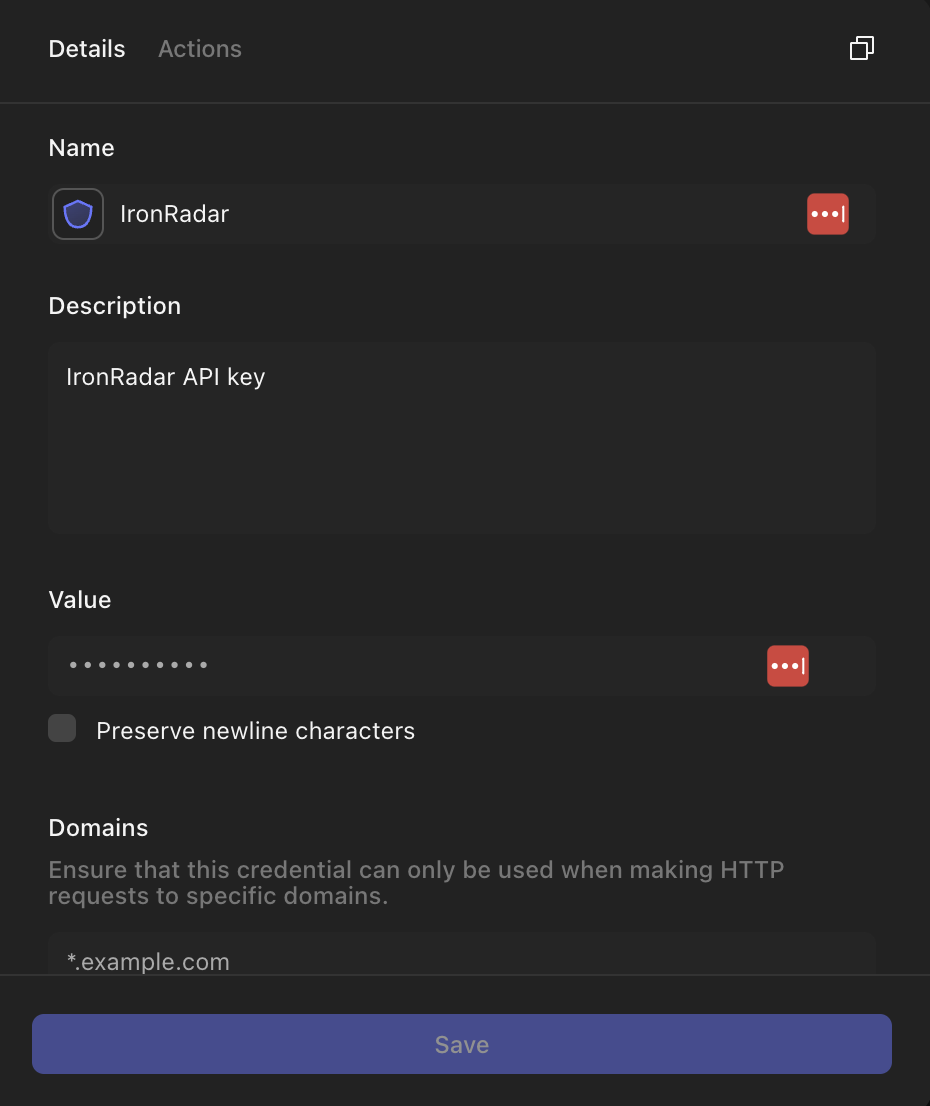 Details Actions
Name
IronRadar
Description
IronRadar API key
Value
••••••••••
Preserve newline characters
Domains
Ensure that this credential can only be used when making HTTP
requests to specific domains.
*.example.com
Save